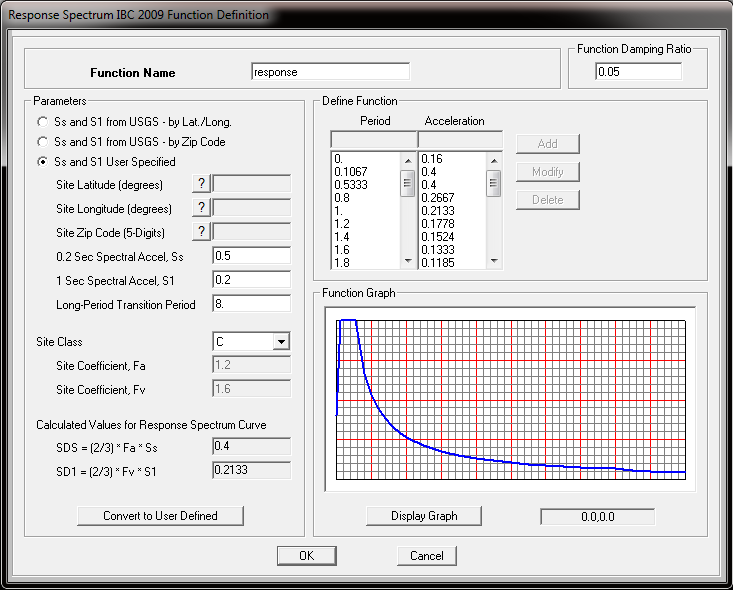 Response Spectrum IBC 2009 Function Definition
Function Name
response
Function Damping Ratio
0.05
Parameters
Ss and S1 from USGS - by Lat./Long.
Ss and S1 from USGS - by Zip Code
Ss and S1 User Specified
Site Latitude (degrees)
?
Site Longitude (degrees)
?
Site Zip Code (5-Digits)
?
0.2 Sec Spectral Accel, Ss
0.5
1 Sec Spectral Accel, S1
0.2
Long-Period Transition Period
8.
Site Class
C
Site Coefficient, Fa
1.2
Site Coefficient, Fv
1.6
Calculated Values for Response Spectrum Curve
SDS = (2/3) * Fa * Ss
0.4
SD1 = (2/3) * Fv * S1
0.2133
Convert to User Defined
Define Function
Period Acceleration
0. 0.16
0.1067 0.4
0.5333 0.4
0.8 0.2667
1. 0.2133
1.2 0.1778
1.4 0.1524
1.6 0.1333
1.8 0.1185
Add
Modify
Delete
Function Graph
Display Graph
0.0,0.0
OK
Cancel